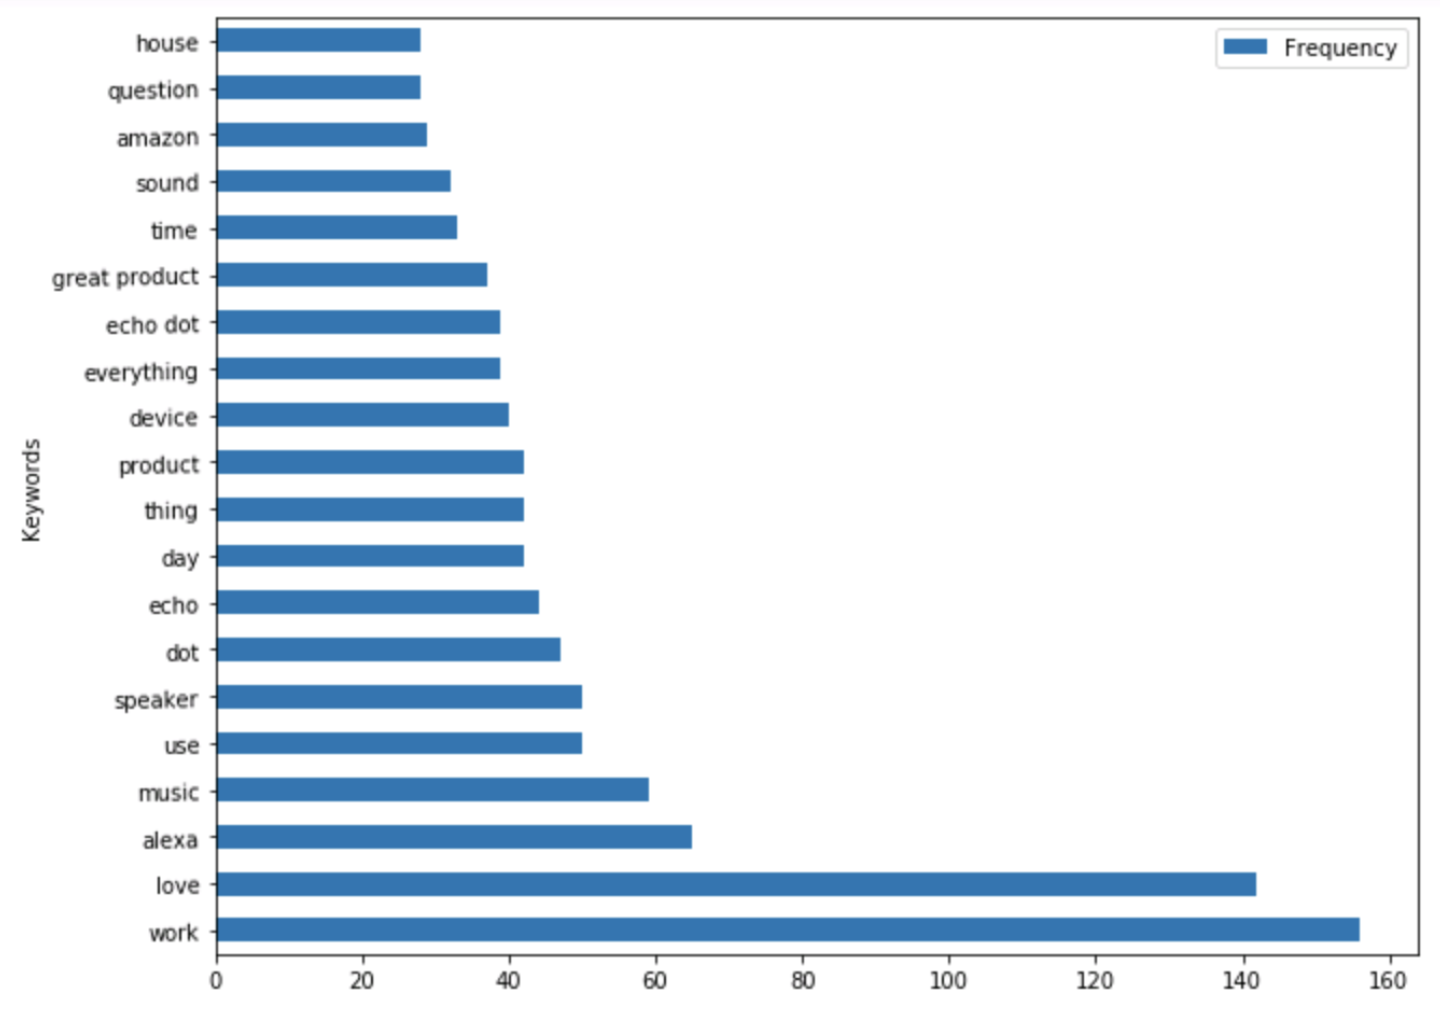 Frequency
house
question
amazon
sound
time
great product
echo dot
everything
device
product
thing
day
echo
dot
speaker
use
music
alexa
love
work
Keywords
0 20 40 60 80 100 120 140 160